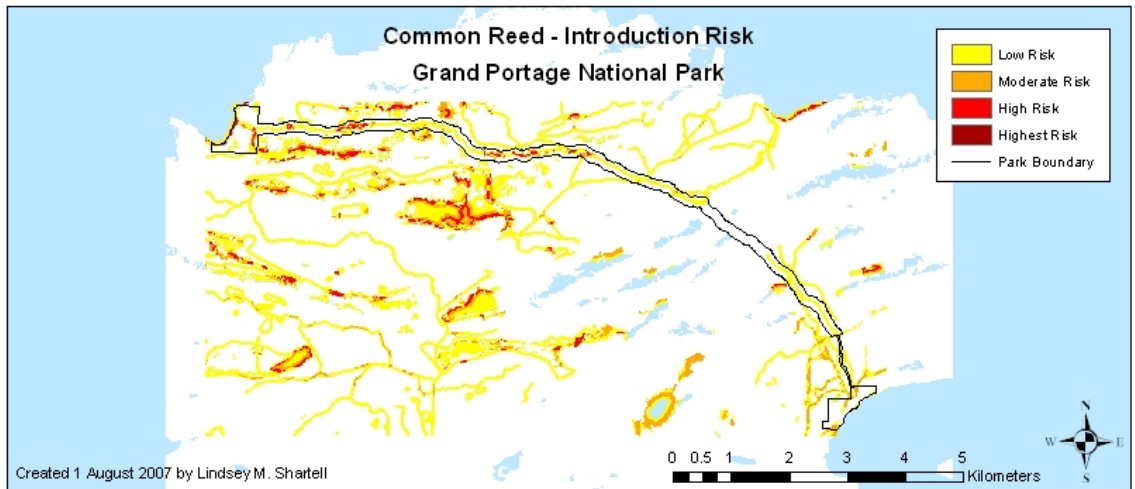 Common Reed - Introduction Risk
Grand Portage National Park
Low Risk
Moderate Risk
High Risk
Highest Risk
Park Boundary
N
W E
S
0 0.5 1 2 3 4 5
Kilometers
Created 1 August 2007 by Lindsey M. Shartell